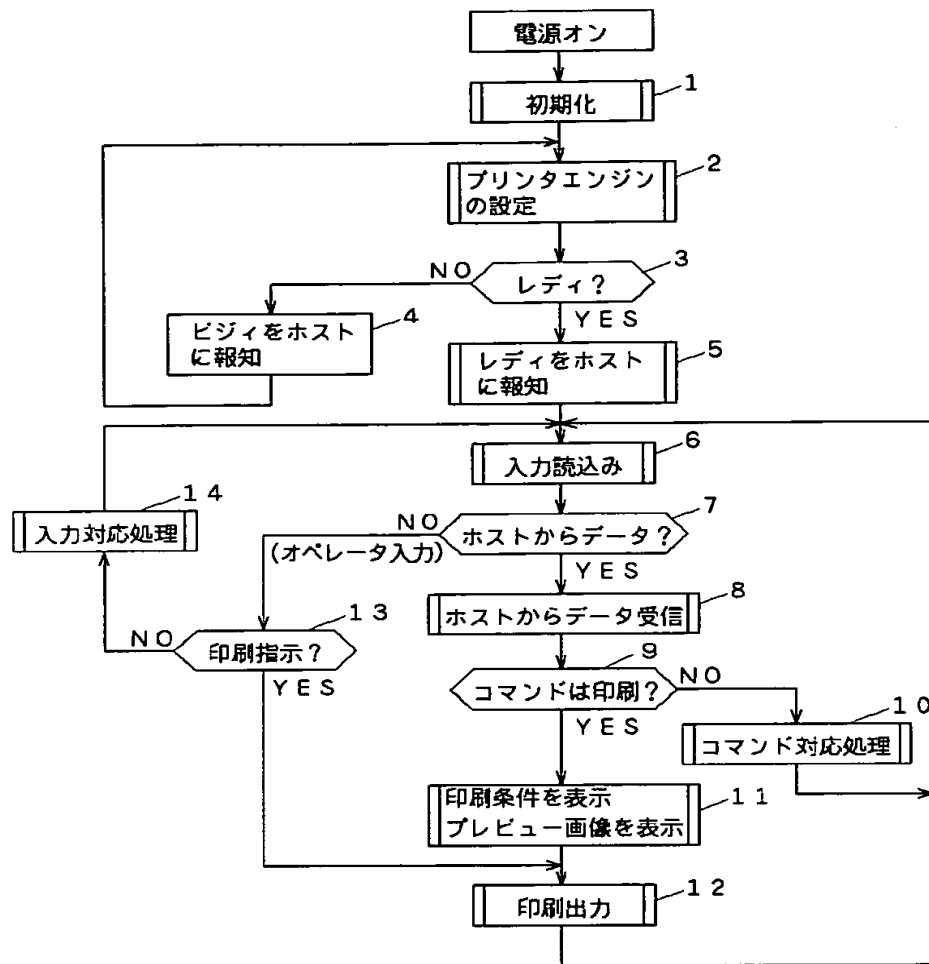 電源オン
1
初期化
2
プリンタエンジン
の設定
3
NO
レディ？
YES
4
ビジィをホスト
に報知
5
レディをホスト
に報知
6
入力読込み
14
入力対応処理
7
NO
ホストからデータ？
(オペレータ入力)
YES
8
ホストからデータ受信
13
NO
印刷指示？
YES
9
NO
コマンドは印刷？
YES
10
コマンド対応処理
11
印刷条件を表示
プレビュー画像を表示
12
印刷出力